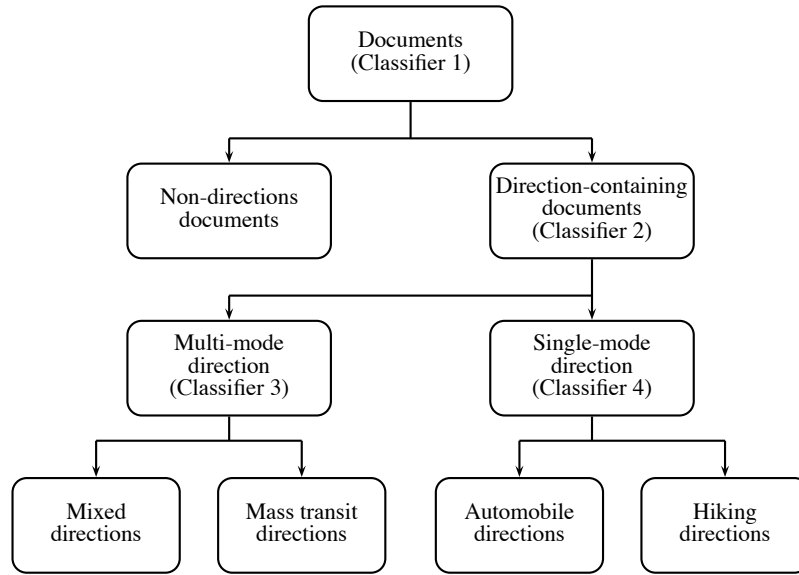 Documents
(Classifier 1)
Non-directions
documents
Direction-containing
documents
(Classifier 2)
Multi-mode
direction
(Classifier 3)
Single-mode
direction
(Classifier 4)
Mixed
directions
Mass transit
directions
Automobile
directions
Hiking
directions